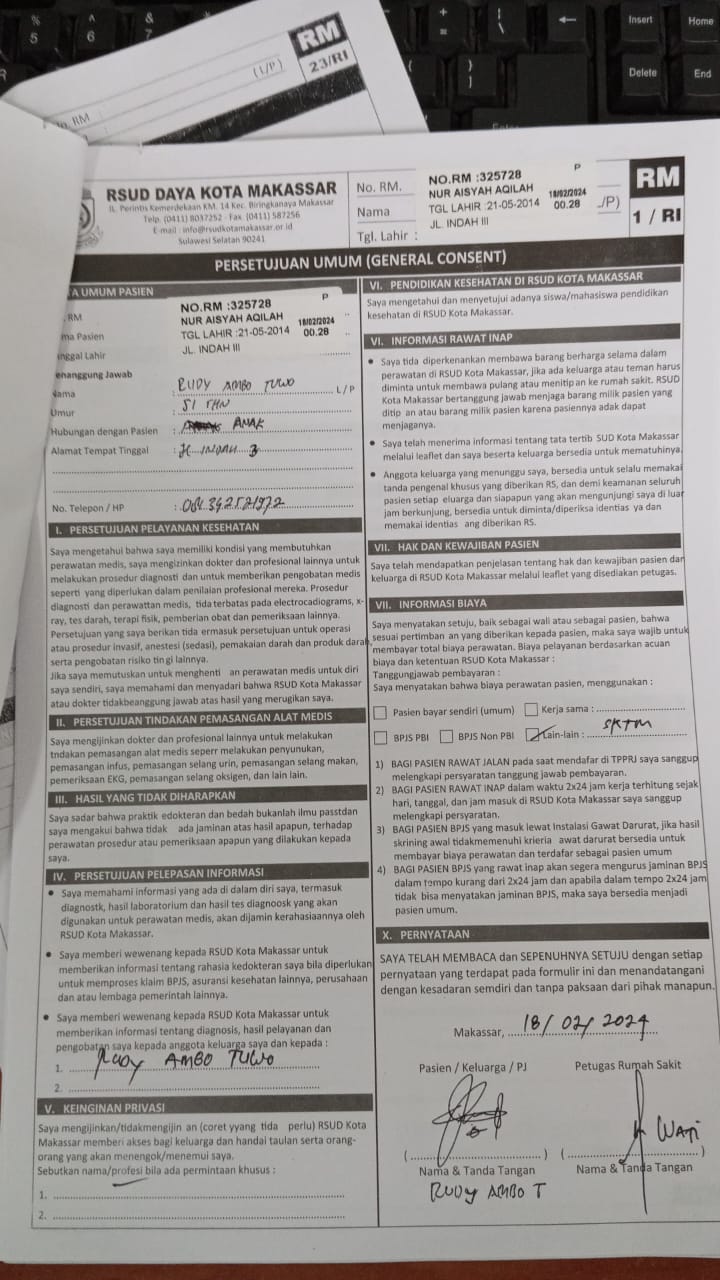 %
5
^
6
&
7
+
=
|
\
←
Insert
Home
{
[
}
]
Delete
End
RM
23/RI
(L/P)
RM
RSUD DAYA KOTA MAKASSAR
JL. Perintis Kemerdekaan KM. 14 Kec. Biringkanaya Makassar
Telp. (0411) 8037252 - Fax. (0411) 587256
E-mail : info@rsudkotamakassar.or.id
Sulawesi Selatan 90241
No. RM.
Nama
Tgl. Lahir :
P
NO.RM :325728
NUR AISYAH AQILAH 18/02/2024
TGL LAHIR :21-05-2014 00.28
JL. INDAH III
/P)
RM
1 / RI
PERSETUJUAN UMUM (GENERAL CONSENT)
A UMUM PASIEN
RM
ma Pasien
nggal Lahir
P
NO.RM :325728
NUR AISYAH AQILAH 18/02/2024
TGL LAHIR :21-05-2014 00.28
JL. INDAH III
enanggung Jawab
Nama : RUDY AMBO TUWO L/P
Umur : 51 THN
Hubungan dengan Pasien : ANAK
Alamat Tempat Tinggal : JL INDAH 3
No. Telepon / HP :
I. PERSETUJUAN PELAYANAN KESEHATAN
Saya mengetahui bahwa saya memiliki kondisi yang membutuhkan
perawatan medis, saya mengizinkan dokter dan profesional lainnya untuk
melakukan prosedur diagnosti dan untuk memberikan pengobatan medis
seperti yang diperlukan dalam penilaian profesional mereka. Prosedur
diagnosti dan perawattan medis, tida terbatas pada electrocadiograms, x-
ray, tes darah, terapi fisik, pemberian obat dan pemeriksaan lainnya.
Persetujuan yang saya berikan tida ermasuk persetujuan untuk operasi
atau prosedur invasif, anestesi (sedasi), pemakaian darah dan produk darah
serta pengobatan risiko tin gi lainnya.
Jika saya memutuskan untuk menghenti an perawatan medis untuk diri
saya sendiri, saya memahami dan menyadari bahwa RSUD Kota Makassar
atau dokter tidakbeanggung jawab atas hasil yang merugikan saya.
II. PERSETUJUAN TINDAKAN PEMASANGAN ALAT MEDIS
Saya mengijinkan dokter dan profesional lainnya untuk melakukan
tndakan pemasangan alat medis seperr melakukan penyunukan,
pemasangan infus, pemasangan selang urin, pemasangan selang makan,
pemeriksaan EKG, pemasangan selang oksigen, dan lain lain.
III. HASIL YANG TIDAK DIHARAPKAN
Saya sadar bahwa praktik edokteran dan bedah bukanlah ilmu passtdan
saya mengakui bahwa tidak ada jaminan atas hasil apapun, terhadap
perawatan prosedur atau pemeriksaan apapun yang dilakukan kepada
saya.
IV. PERSETUJUAN PELEPASAN INFORMASI
• Saya memahami informasi yang ada di dalam diri saya, termasuk
diagnostk, hasil laboratorium dan hasil tes diagnoosk yang akan
digunakan untuk perawatan medis, akan dijamin kerahasiaannya oleh
RSUD Kota Makassar.
• Saya memberi wewenang kepada RSUD Kota Makassar untuk
memberikan informasi tentang rahasia kedokteran saya bila diperlukan
untuk memproses klaim BPJS, asuransi kesehatan lainnya, perusahaan
dan atau lembaga pemerintah lainnya.
• Saya memberi wewenang kepada RSUD Kota Makassar untuk
memberikan informasi tentang diagnosis, hasil pelayanan dan
pengobatan saya kepada anggota keluarga saya dan kepada :
1. RUDY AMBO TUWO
2.
V. KEINGINAN PRIVASI
Saya mengijinkan/tidakmengijin an (coret yyang tida perlu) RSUD Kota
Makassar memberi akses bagi keluarga dan handai taulan serta orang-
orang yang akan menengok/menemui saya.
Sebutkan nama/profesi bila ada permintaan khusus :
1.
2.
VI. PENDIDIKAN KESEHATAN DI RSUD KOTA MAKASSAR
Saya mengetahui dan menyetujui adanya siswa/mahasiswa pendidikan
kesehatan di RSUD Kota Makassar.
VI. INFORMASI RAWAT INAP
• Saya tida diperkenankan membawa barang berharga selama dalam
perawatan di RSUD Kota Makassar, jika ada keluarga atau teman harus
diminta untuk membawa pulang atau menitip an ke rumah sakit. RSUD
Kota Makassar bertanggung jawab menjaga barang milik pasien yang
ditip an atau barang milik pasien karena pasiennya adak dapat
menjaganya.
• Saya telah menerima informasi tentang tata tertib SUD Kota Makassar
melalui leaflet dan saya beserta keluarga bersedia untuk mematuhinya.
• Anggota keluarga yang menunggu saya, bersedia untuk selalu memakai
tanda pengenal khusus yang diberikan RS, dan demi keamanan seluruh
pasien setiap eluarga dan siapapun yang akan mengunjungi saya di luar
jam berkunjung, bersedia untuk diminta/diperiksa identias ya dan
memakai identias ang diberikan RS.
VII. HAK DAN KEWAJIBAN PASIEN
Saya telah mendapatkan penjelasan tentang hak dan kewajiban pasien dan
keluarga di RSUD Kota Makassar melalui leaflet yang disediakan petugas.
VII. INFORMASI BIAYA
Saya menyatakan setuju, baik sebagai wali atau sebagai pasien, bahwa
sesuai pertimban an yang diberikan kepada pasien, maka saya wajib untuk
membayar total biaya perawatan. Biaya pelayanan berdasarkan acuan
biaya dan ketentuan RSUD Kota Makassar :
Tanggungjawab pembayaran :
Saya menyatakan bahwa biaya perawatan pasien, menggunakan :
Pasien bayar sendiri (umum) Kerja sama :
BPJS PBI BPJS Non PBI Lain-lain : SKTM
1) BAGI PASIEN RAWAT JALAN pada saat mendafar di TPPRJ saya sanggup
melengkapi persyaratan tanggung jawab pembayaran.
2) BAGI PASIEN RAWAT INAP dalam waktu 2x24 jam kerja terhitung sejak
hari, tanggal, dan jam masuk di RSUD Kota Makassar saya sanggup
melengkapi persyaratan.
3) BAGI PASIEN BPJS yang masuk lewat Instalasi Gawat Darurat, jika hasil
skrining awal tidakmemenuhi krieria awat darurat bersedia untuk
membayar biaya perawatan dan terdafar sebagai pasien umum
4) BAGI PASIEN BPJS yang rawat inap akan segera mengurus jaminan BPJS
dalam tempo kurang dari 2x24 jam dan apabila dalam tempo 2x24 jam
tidak bisa menyatakan jaminan BPJS, maka saya bersedia menjadi
pasien umum.
X. PERNYATAAN
SAYA TELAH MEMBACA dan SEPENUHNYA SETUJU dengan setiap
pernyataan yang terdapat pada formulir ini dan menandatangani
dengan kesadaran semdiri dan tanpa paksaan dari pihak manapun.
Makassar, 18/02/2024
Pasien / Keluarga / PJ Petugas Rumah Sakit
WATI
(....................) (....................)
Nama & Tanda Tangan Nama & Tanda Tangan
RUDY AMBO T